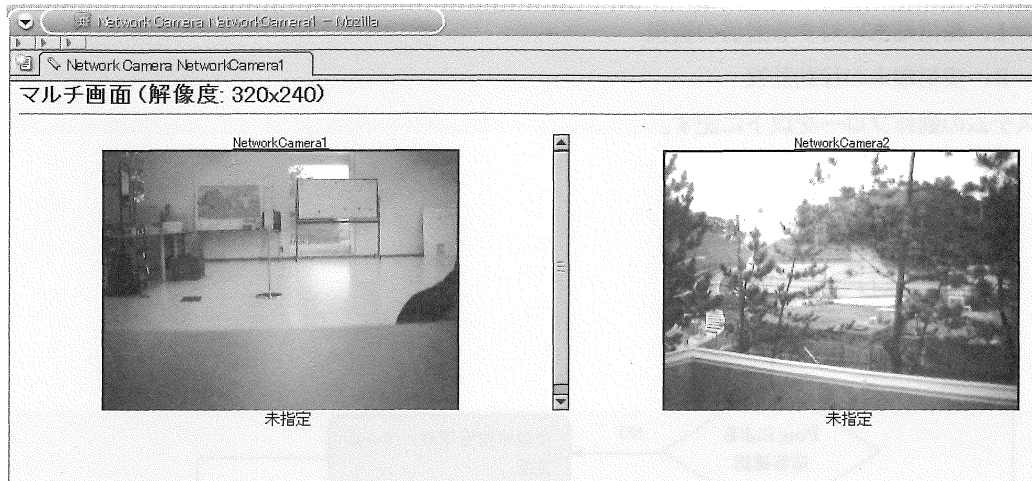 Network Camera NetworkCamera1 - Mozilla
Network Camera NetworkCamera1
マルチ画面 (解像度: 320x240)
NetworkCamera1
NetworkCamera2
未指定
未指定